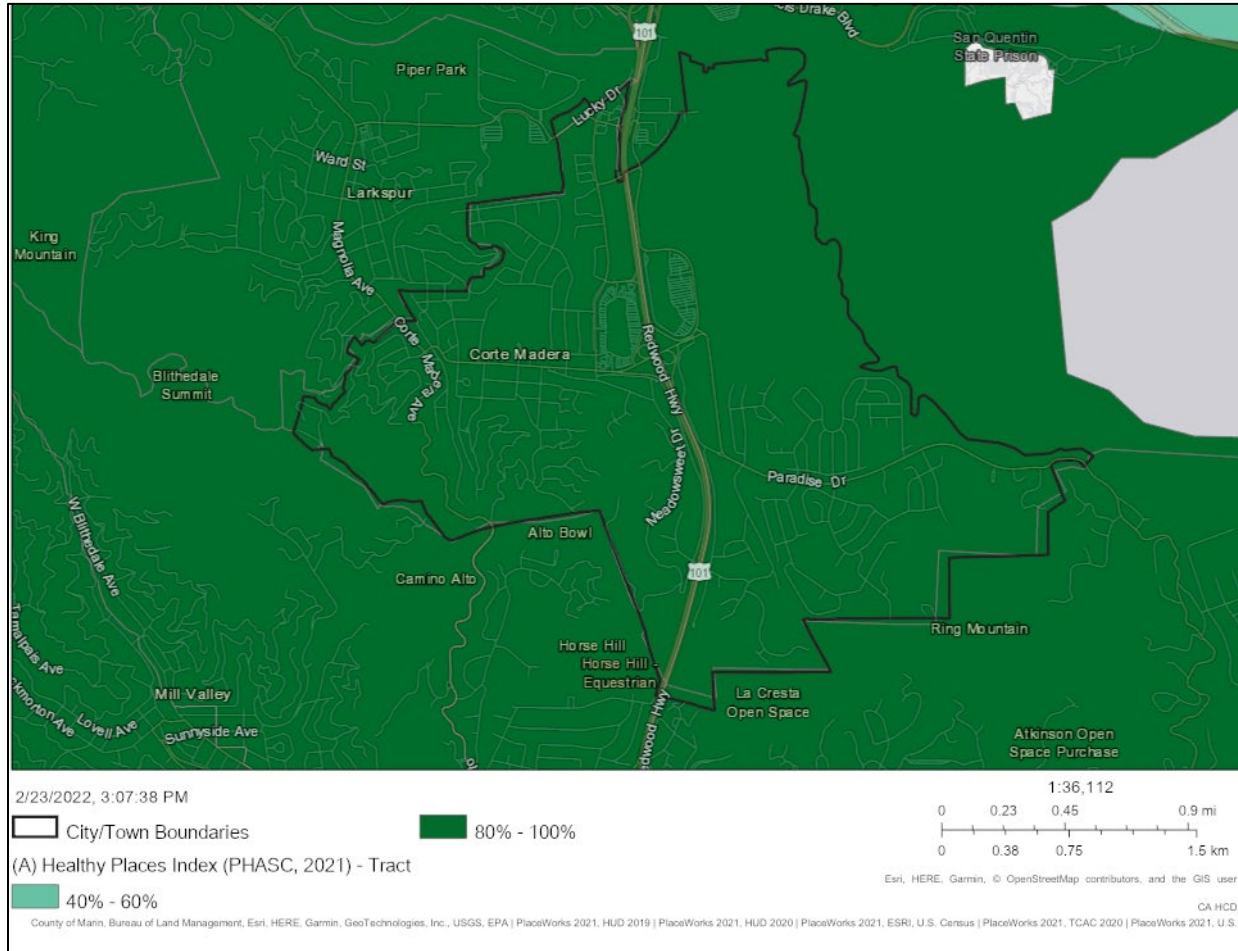 cis Drake Blvd
101
San Quentin
State Prison
Piper Park
Lucky Dr
Ward St
Larkspur
King
Mountain
Magnolia Ave
Corte Madera Ave
Corte Madera
Redwood Hwy
Blithedale
Summit
Meadowsweet Dr
Paradise Dr
W Blithedale Ave
Alto Bowl
101
Camino Alto
Ring Mountain
Tamalpais Ave
Horse Hill
Horse Hill -
Equestrian
Mill Valley
La Cresta
Open Space
ckmorton Ave
Lovell Ave
Sunnyside Ave
edwood Hwy
Atkinson Open
Space Purchase
2/23/2022, 3:07:38 PM
City/Town Boundaries
80% - 100%
(A) Healthy Places Index (PHASC, 2021) - Tract
40% - 60%
1:36,112
0 0.23 0.45 0.9 mi
0 0.38 0.75 1.5 km
Esri, HERE, Garmin, © OpenStreetMap contributors, and the GIS user
CA HCD
County of Marin, Bureau of Land Management, Esri, HERE, Garmin, GeoTechnologies, Inc., USGS, EPA | PlaceWorks 2021, HUD 2019 | PlaceWorks 2021, HUD 2020 | PlaceWorks 2021, ESRI, U.S. Census | PlaceWorks 2021, TCAC 2020 | PlaceWorks 2021, U.S.